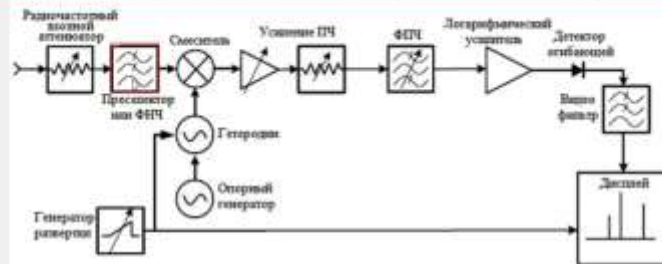 Радиочастотный
входной
аттенюатор
Смеситель
Усиление ПЧ
ФПЧ
Логарифмический
усилитель
Детектор
огибающей
Преселектор
или ФНЧ
Видео
фильтр
Гетеродин
Опорный
генератор
Дисплей
Генератор
развертки